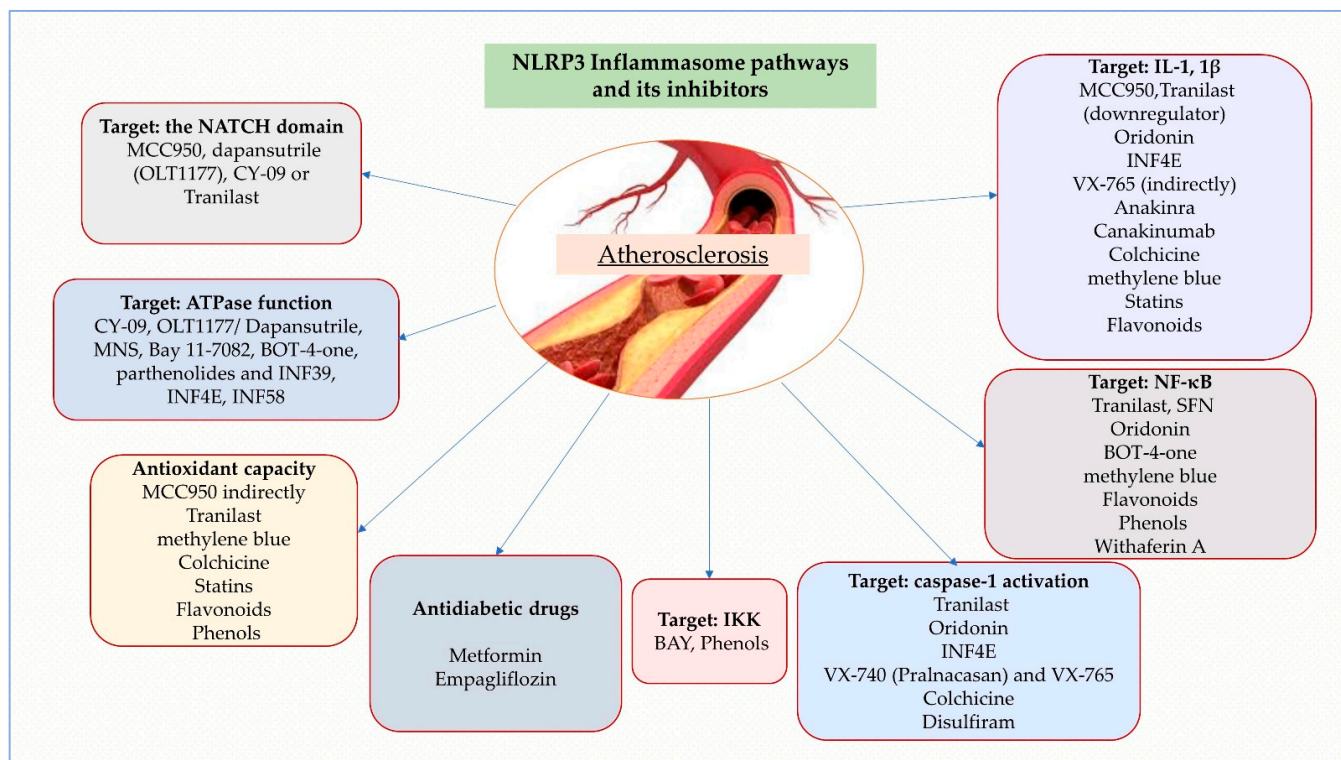 NLRP3 Inflammasome pathways
and its inhibitors
Target: the NATCH domain
MCC950, dapansutrile
(OLT1177), CY-09 or
Tranilast
Target: ATPase function
CY-09, OLT1177/ Dapansutrile,
MNS, Bay 11-7082, BOT-4-one,
parthenolides and INF39,
INF4E, INF58
Antioxidant capacity
MCC950 indirectly
Tranilast
methylene blue
Colchicine
Statins
Flavonoids
Phenols
Atherosclerosis
Antidiabetic drugs
Metformin
Empagliflozin
Target: IKK
BAY, Phenols
Target: IL-1, 1β
MCC950,Tranilast
(downregulator)
Oridonin
INF4E
VX-765 (indirectly)
Anakinra
Canakinumab
Colchicine
methylene blue
Statins
Flavonoids
Target: NF-κB
Tranilast, SFN
Oridonin
BOT-4-one
methylene blue
Flavonoids
Phenols
Withaferin A
Target: caspase-1 activation
Tranilast
Oridonin
INF4E
VX-740 (Pralnacasan) and VX-765
Colchicine
Disulfiram